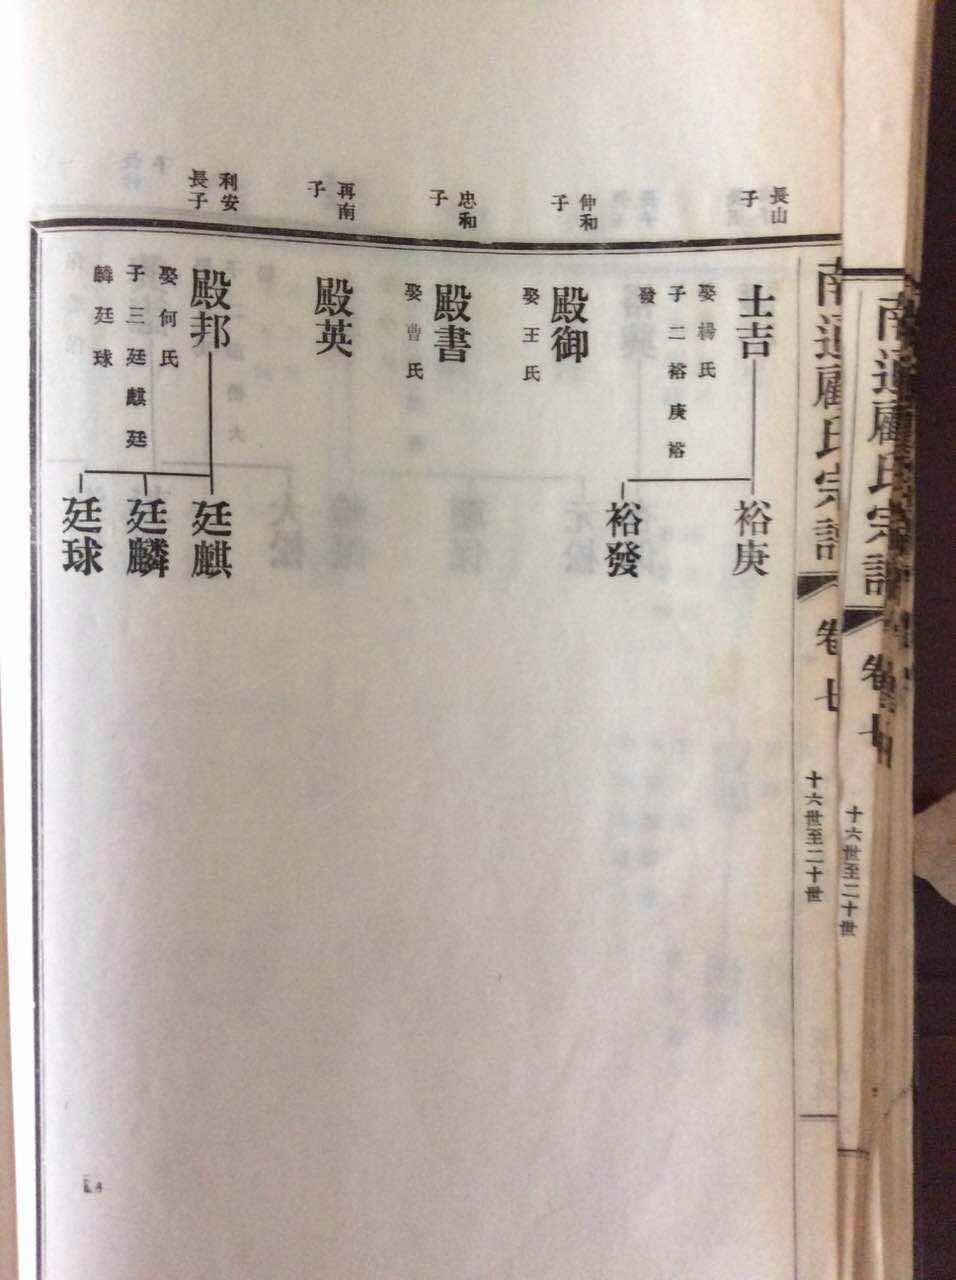 南通顧氏宗譜
卷七
十六世至二十世
南通顧氏宗譜
卷七
十六世至二十世
長山
子
士吉
娶楊氏
子二裕庚裕
發
裕庚
裕發
仲和
子
殿御
娶王氏
忠和
子
殿書
娶曹氏
再南
子
殿英
利安
長子
殿邦
娶何氏
子三廷麒廷
麟廷球
廷麒
廷麟
廷球